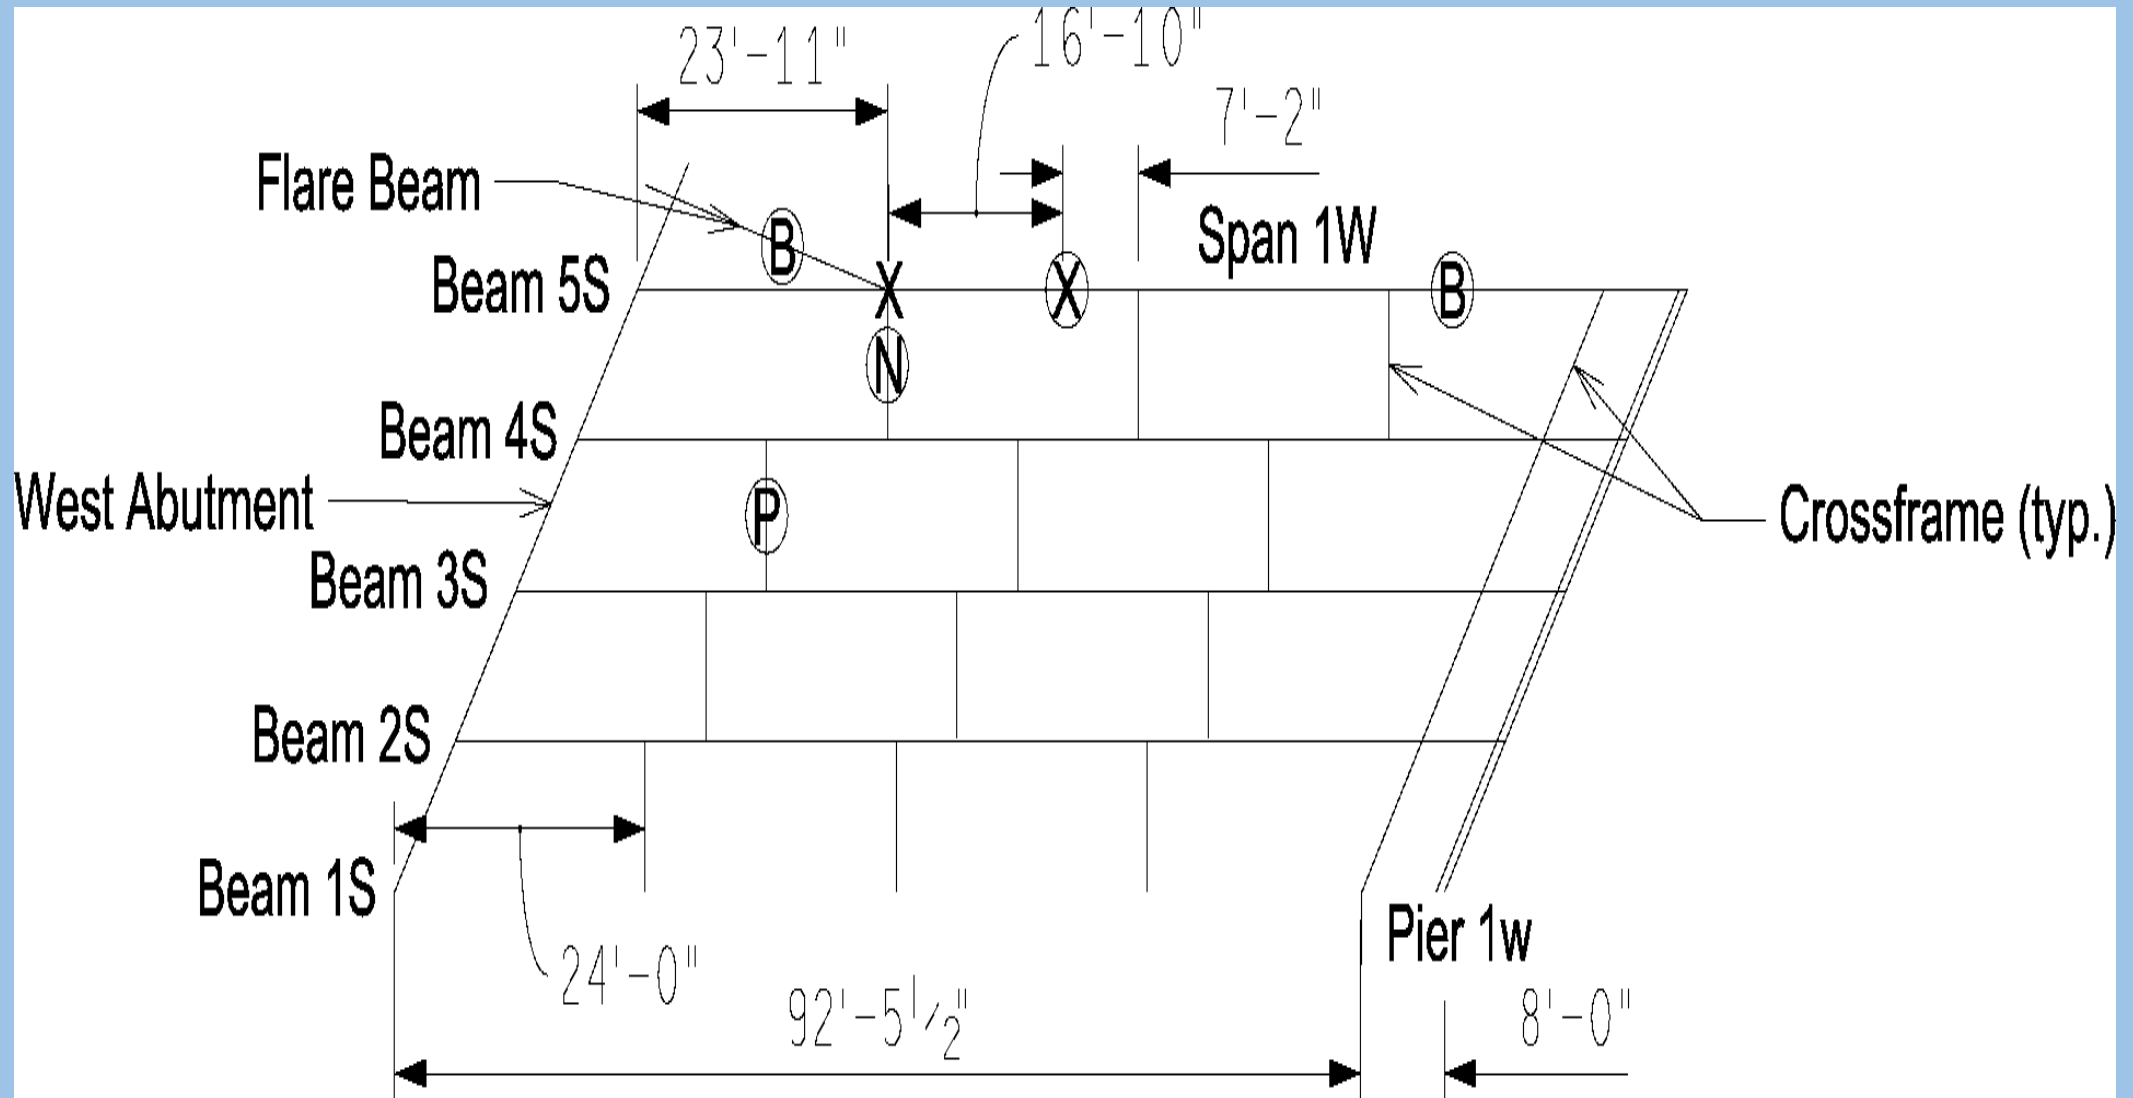 16'-10"
23'-11"
7'-2"
Flare Beam
B
Span 1W
Beam 5S
X
X
B
N
Beam 4S
West Abutment
P
Crossframe (typ.)
Beam 3S
Beam 2S
Beam 1S
Pier 1w
24'-0"
92'-5 1/2"
8'-0"